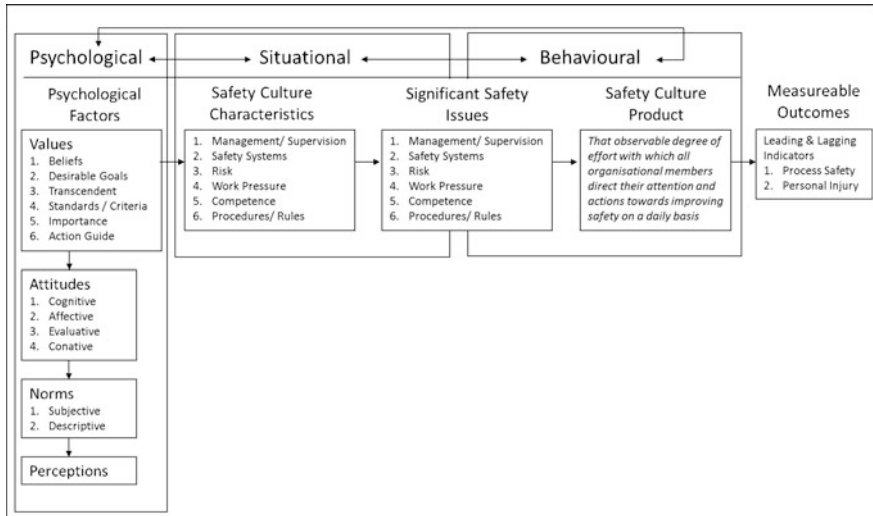 Psychological
Situational
Behavioural
Psychological
Factors
Values
1. Beliefs
2. Desirable Goals
3. Transcendent
4. Standards / Criteria
5. Importance
6. Action Guide
Attitudes
1. Cognitive
2. Affective
3. Evaluative
4. Conative
Norms
1. Subjective
2. Descriptive
Perceptions
Safety Culture
Characteristics
1. Management/ Supervision
2. Safety Systems
3. Risk
4. Work Pressure
5. Competence
6. Procedures/ Rules
Significant Safety
Issues
1. Management/ Supervision
2. Safety Systems
3. Risk
4. Work Pressure
5. Competence
6. Procedures/ Rules
Safety Culture
Product
That observable degree of
effort with which all
organisational members
direct their attention and
actions towards improving
safety on a daily basis
Measureable
Outcomes
Leading & Lagging
Indicators
1. Process Safety
2. Personal Injury